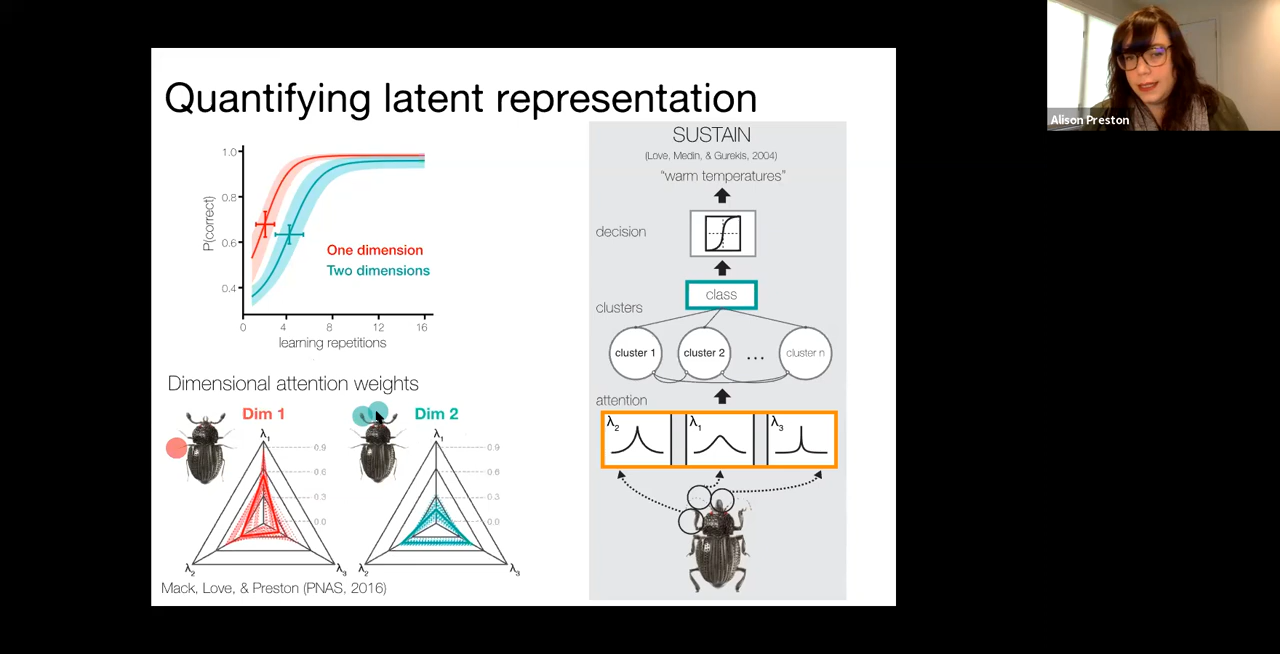 Quantifying latent representation
1.0
0.8
0.6
0.4
P(correct)
One dimension
Two dimensions
0
4
8
12
16
learning repetitions
Dimensional attention weights
Dim 1
λ1
0.9
0.6
0.3
0.0
λ2
λ3
Dim 2
λ1
0.9
0.6
0.3
0.0
λ2
λ3
Mack, Love, & Preston (PNAS, 2016)
SUSTAIN
(Love, Medin, & Gurekis, 2004)
“warm temperatures”
decision
class
clusters
cluster 1
cluster 2
...
cluster n
attention
λ2
λ1
λ3
Alison Preston